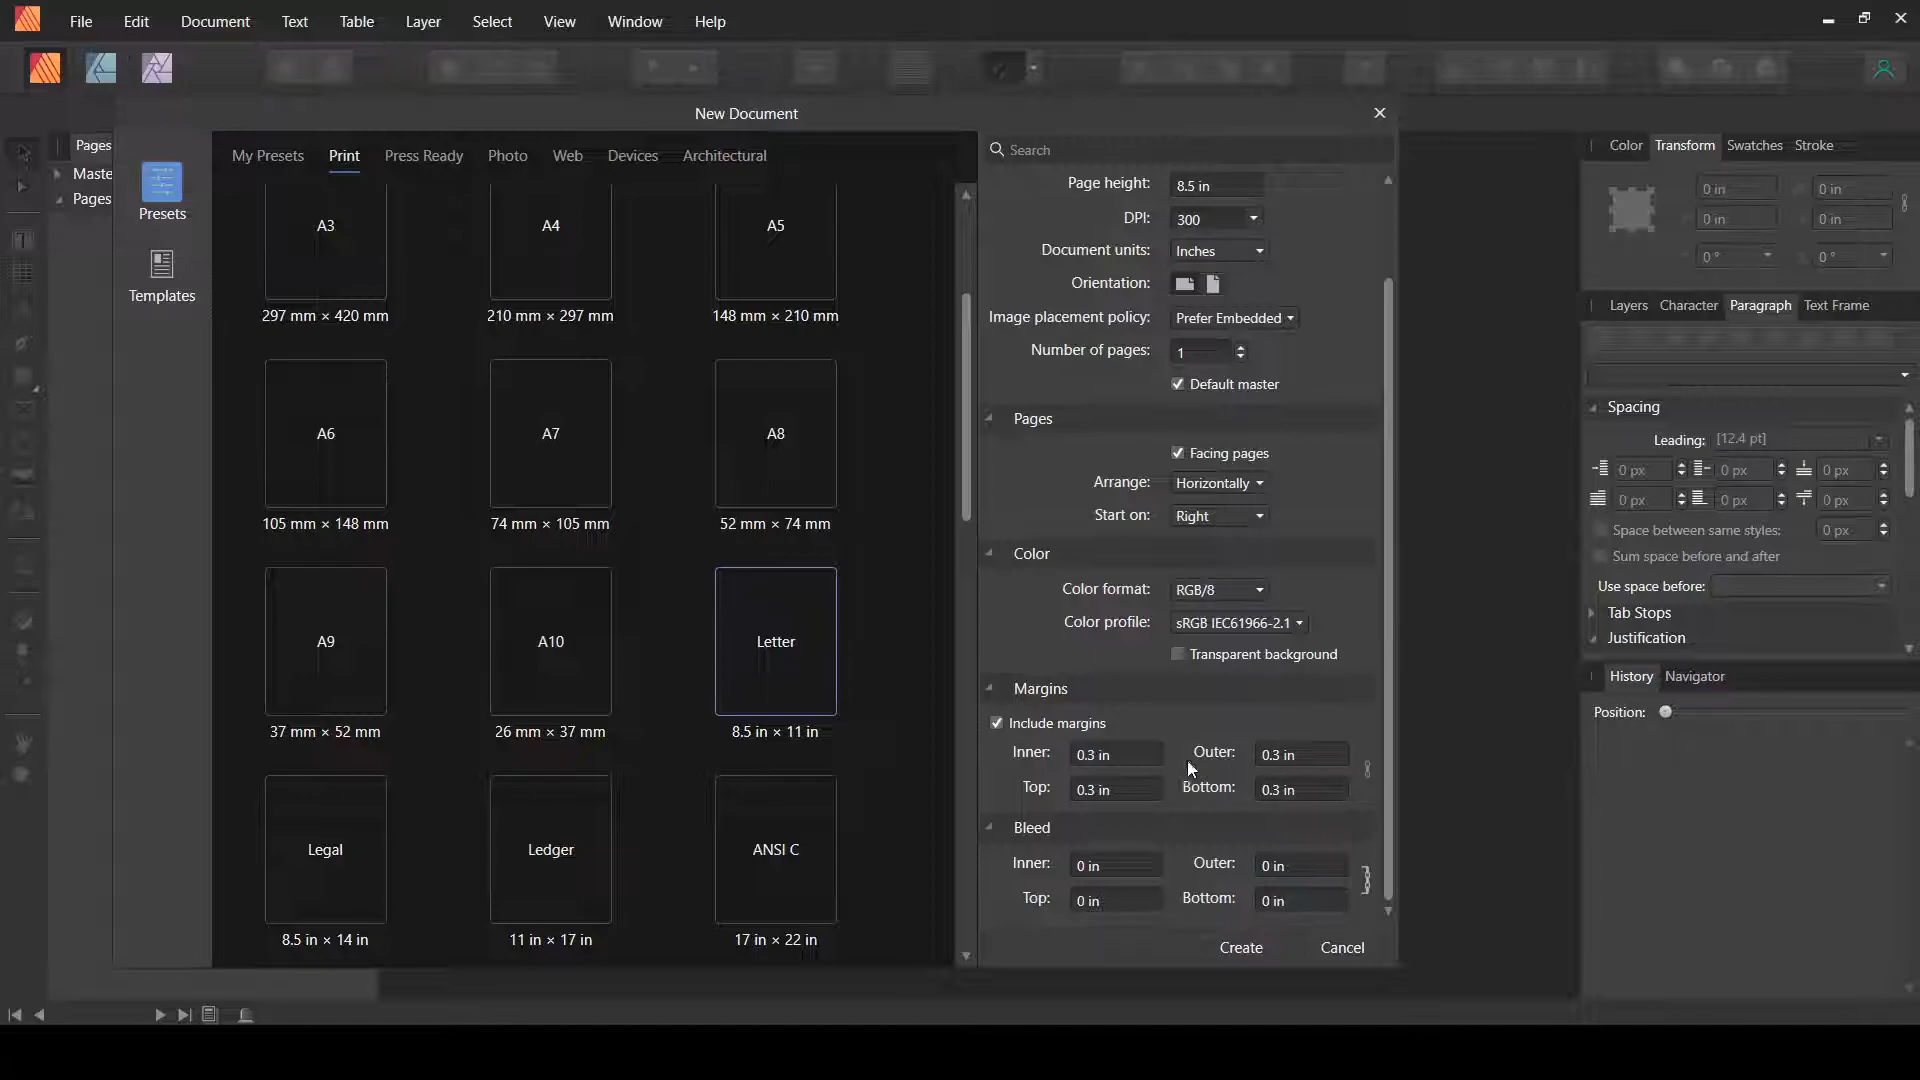 File Edit Document Text Table Layer Select View Window Help
New Document
Pages
Maste
Pages
Presets
Templates
My Presets Print Press Ready Photo Web Devices Architectural
A3 A4 A5
297 mm × 420 mm 210 mm × 297 mm 148 mm × 210 mm
A6 A7 A8
105 mm × 148 mm 74 mm × 105 mm 52 mm × 74 mm
A9 A10 Letter
37 mm × 52 mm 26 mm × 37 mm 8.5 in × 11 in
Legal Ledger ANSI C
8.5 in × 14 in 11 in × 17 in 17 in × 22 in
Search
Page height: 8.5 in
DPI: 300
Document units: Inches
Orientation:
Image placement policy: Prefer Embedded
Number of pages: 1
Default master
Pages
Facing pages
Arrange: Horizontally
Start on: Right
Color
Color format: RGB/8
Color profile: sRGB IEC61966-2.1
Transparent background
Margins
Include margins
Inner: 0.3 in Outer: 0.3 in
Top: 0.3 in Bottom: 0.3 in
Bleed
Inner: 0 in Outer: 0 in
Top: 0 in Bottom: 0 in
Create Cancel
Color Transform Swatches Stroke
0 in 0 in
0 in 0 in
0 ° 0 °
Layers Character Paragraph Text Frame
Spacing
Leading: [12.4 pt]
0 px 0 px 0 px
0 px 0 px 0 px
Space between same styles: 0 px
Sum space before and after
Use space before:
Tab Stops
Justification
History Navigator
Position: